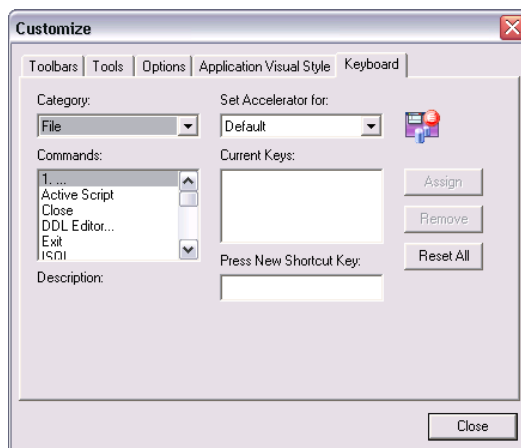 Customize
Toolbars Tools Options Application Visual Style Keyboard
Category:
File
Set Accelerator for:
Default
Commands:
1. ...
Active Script
Close
DDL Editor...
Exit
ISQL
Current Keys:
Assign
Remove
Reset All
Description:
Press New Shortcut Key:
Close